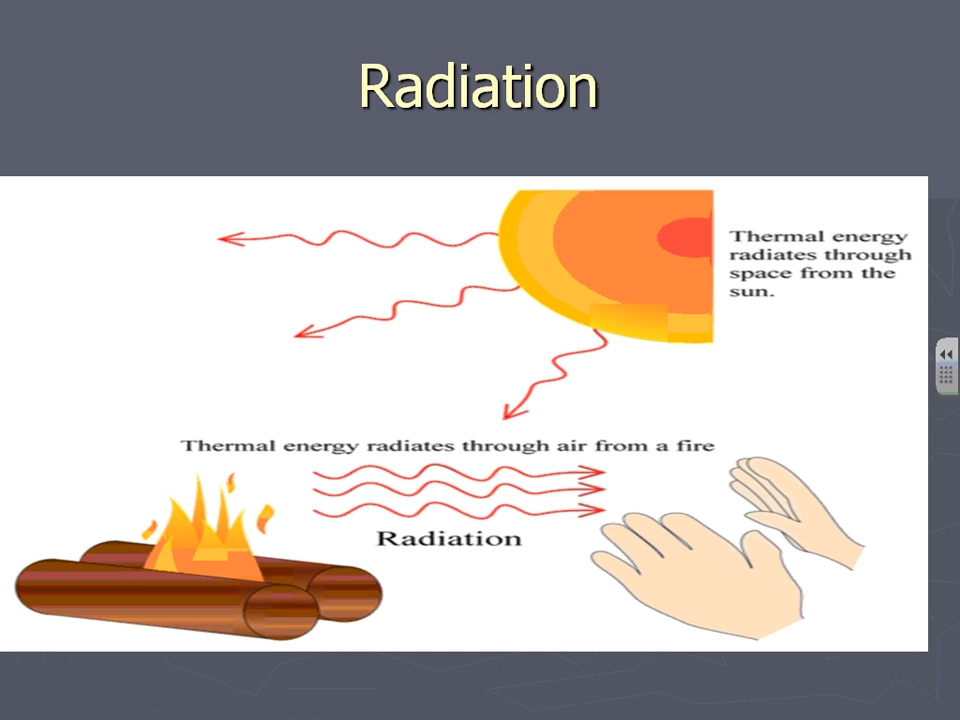 Radiation
Thermal energy
radiates through
space from the
sun.
Thermal energy radiates through air from a fire
Radiation